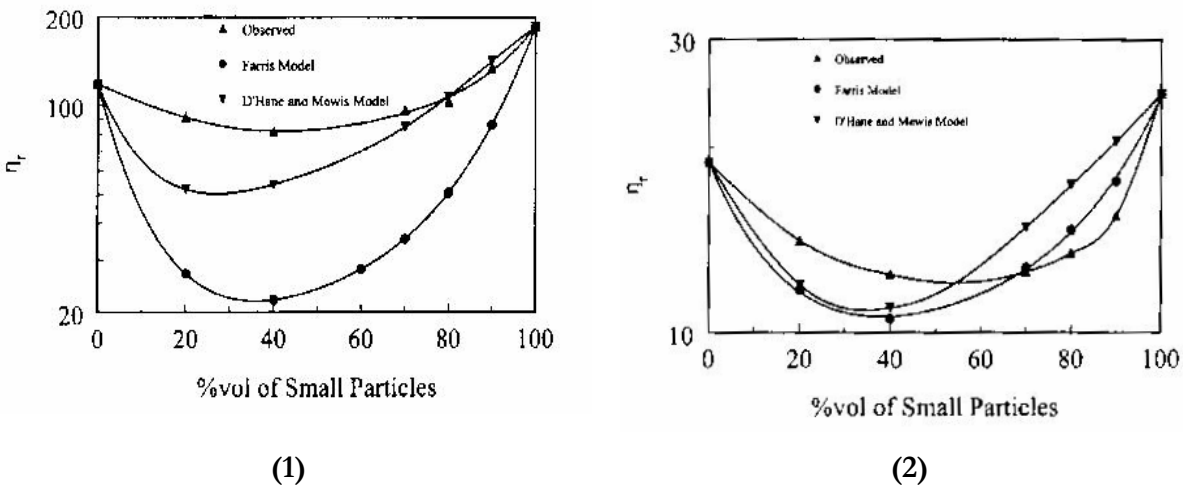 200
100
20
η_r
Observed
Farris Model
D'Hane and Mewis Model
0 20 40 60 80 100
%vol of Small Particles
(1)
30
10
η_r
Observed
Farris Model
D'Hane and Mewis Model
0 20 40 60 80 100
%vol of Small Particles
(2)